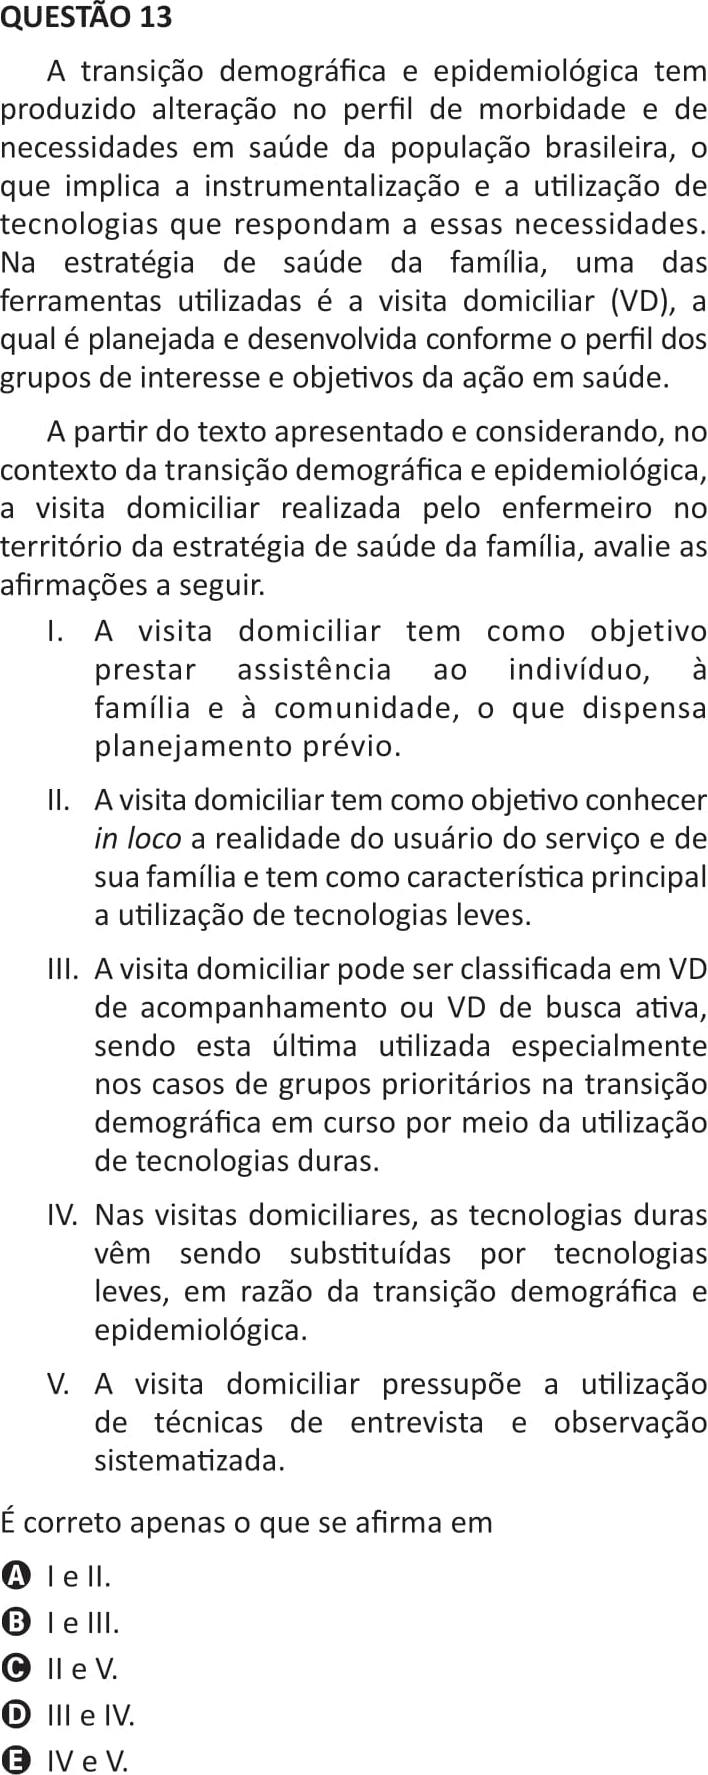 QUESTÃO 13
A transição demográfica e epidemiológica tem
produzido alteração no perfil de morbidade e de
necessidades em saúde da população brasileira, o
que implica a instrumentalização e a utilização de
tecnologias que respondam a essas necessidades.
Na estratégia de saúde da família, uma das
ferramentas utilizadas é a visita domiciliar (VD), a
qual é planejada e desenvolvida conforme o perfil dos
grupos de interesse e objetivos da ação em saúde.
A partir do texto apresentado e considerando, no
contexto da transição demográfica e epidemiológica,
a visita domiciliar realizada pelo enfermeiro no
território da estratégia de saúde da família, avalie as
afirmações a seguir.
I. A visita domiciliar tem como objetivo
prestar assistência ao indivíduo, à
família e à comunidade, o que dispensa
planejamento prévio.
II. A visita domiciliar tem como objetivo conhecer
in loco a realidade do usuário do serviço e de
sua família e tem como característica principal
a utilização de tecnologias leves.
III. A visita domiciliar pode ser classificada em VD
de acompanhamento ou VD de busca ativa,
sendo esta última utilizada especialmente
nos casos de grupos prioritários na transição
demográfica em curso por meio da utilização
de tecnologias duras.
IV. Nas visitas domiciliares, as tecnologias duras
vêm sendo substituídas por tecnologias
leves, em razão da transição demográfica e
epidemiológica.
V. A visita domiciliar pressupõe a utilização
de técnicas de entrevista e observação
sistematizada.
É correto apenas o que se afirma em
A I e II.
B I e III.
C II e V.
D III e IV.
E IV e V.